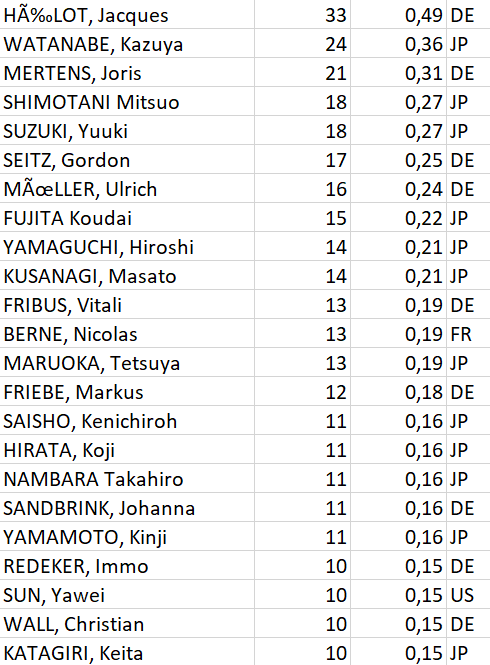 HÃ‰LOT, Jacques 33 0,49 DE
WATANABE, Kazuya 24 0,36 JP
MERTENS, Joris 21 0,31 DE
SHIMOTANI Mitsuo 18 0,27 JP
SUZUKI, Yuuki 18 0,27 JP
SEITZ, Gordon 17 0,25 DE
MÃœLLER, Ulrich 16 0,24 DE
FUJITA Koudai 15 0,22 JP
YAMAGUCHI, Hiroshi 14 0,21 JP
KUSANAGI, Masato 14 0,21 JP
FRIBUS, Vitali 13 0,19 DE
BERNE, Nicolas 13 0,19 FR
MARUOKA, Tetsuya 13 0,19 JP
FRIEBE, Markus 12 0,18 DE
SAISHO, Kenichiroh 11 0,16 JP
HIRATA, Koji 11 0,16 JP
NAMBARA Takahiro 11 0,16 JP
SANDBRINK, Johanna 11 0,16 DE
YAMAMOTO, Kinji 11 0,16 JP
REDEKER, Immo 10 0,15 DE
SUN, Yawei 10 0,15 US
WALL, Christian 10 0,15 DE
KATAGIRI, Keita 10 0,15 JP